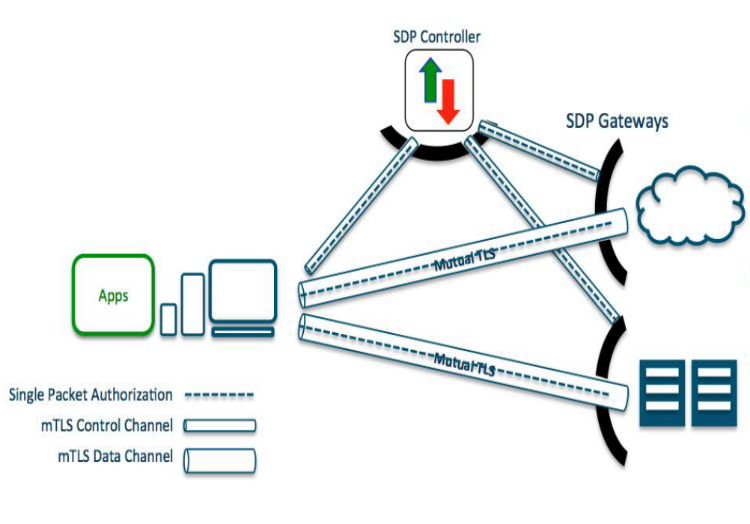 SDP Controller
SDP Gateways
Mutual TLS
Apps
Mutual TLS
Single Packet Authorization
mTLS Control Channel
mTLS Data Channel